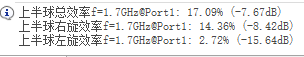 上半球总效率f=1.7GHz@Port1: 17.09% (-7.67dB)
上半球右旋效率f=1.7GHz@Port1: 14.36% (-8.42dB)
上半球左旋效率f=1.7GHz@Port1: 2.72% (-15.64dB)